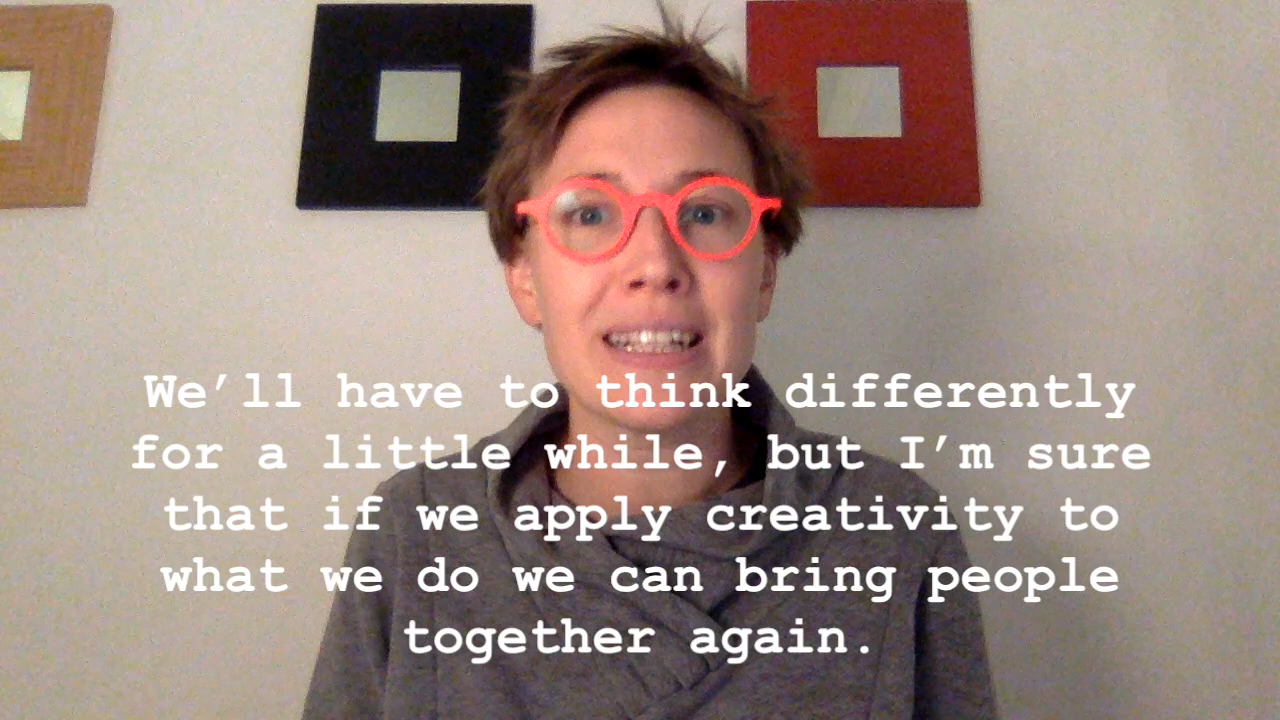 We’ll have to think differently
for a little while, but I’m sure
that if we apply creativity to
what we do we can bring people
together again.